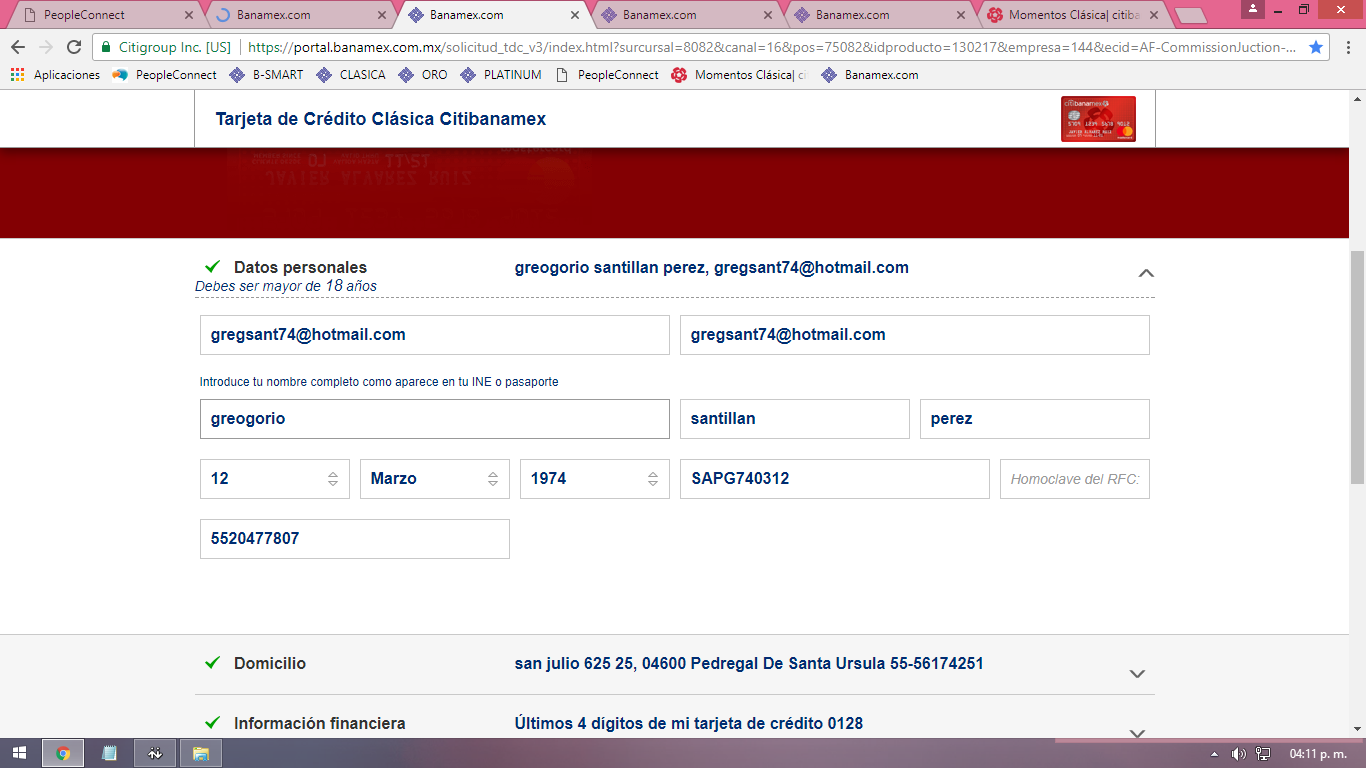 PeopleConnect
Banamex.com
Banamex.com
Banamex.com
Banamex.com
Momentos Clásica| citiba
Citigroup Inc. [US]
https://portal.banamex.com.mx/solicitud_tdc_v3/index.html?surcursal=8082&canal=16&pos=75082&idproducto=130217&empresa=144&ecid=AF-CommissionJuction-...
Aplicaciones
PeopleConnect
B-SMART
CLASICA
ORO
PLATINUM
PeopleConnect
Momentos Clásica| c
Banamex.com
Tarjeta de Crédito Clásica Citibanamex
citibanamex
11/21
JAVIER ALVAREZ RUIZ
Datos personales
greogorio santillan perez, gregsant74@hotmail.com
Debes ser mayor de 18 años
gregsant74@hotmail.com
gregsant74@hotmail.com
Introduce tu nombre completo como aparece en tu INE o pasaporte
greogorio
santillan
perez
12
Marzo
1974
SAPG740312
Homoclave del RFC:
5520477807
Domicilio
san julio 625 25, 04600 Pedregal De Santa Ursula 55-56174251
Información financiera
Últimos 4 dígitos de mi tarjeta de crédito 0128
04:11 p. m.